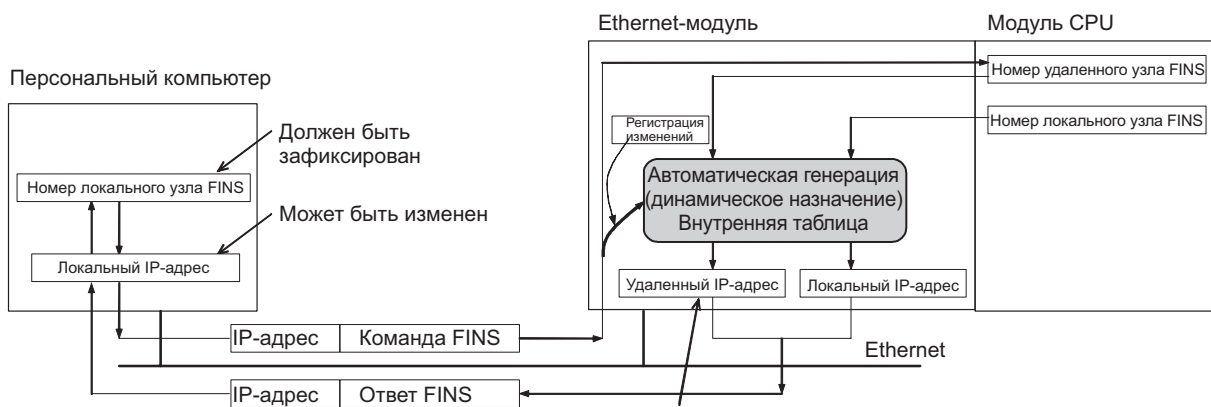 Ethernet-модуль
Модуль CPU
Персональный компьютер
Номер удаленного узла FINS
Номер локального узла FINS
Регистрация
изменений
Должен быть
зафиксирован
Номер локального узла FINS
Может быть изменен
Автоматическая генерация
(динамическое назначение)
Внутренняя таблица
Локальный IP-адрес
Удаленный IP-адрес
Локальный IP-адрес
IP-адрес
Команда FINS
Ethernet
IP-адрес
Ответ FINS